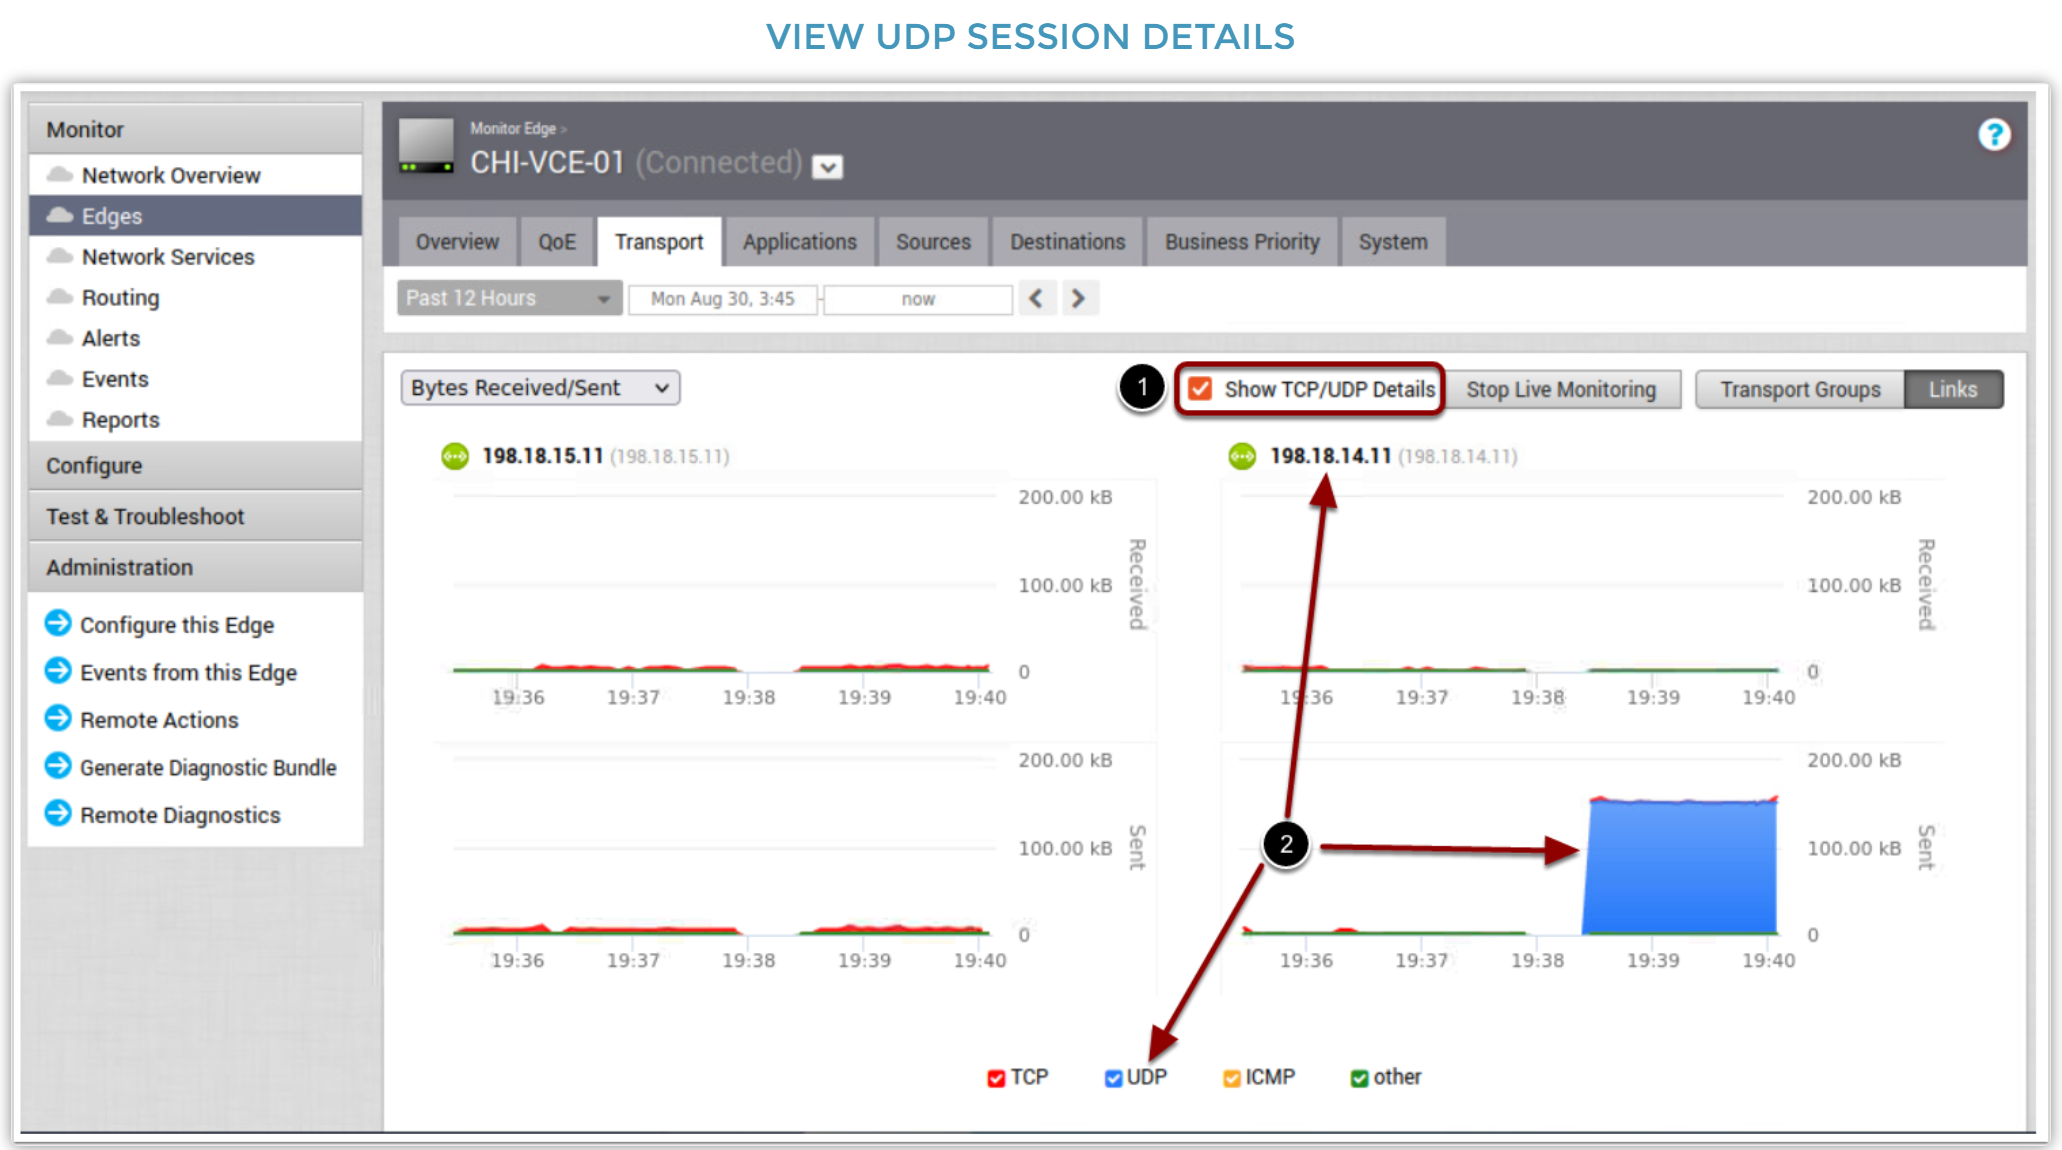 VIEW UDP SESSION DETAILS
Monitor
Network Overview
Edges
Network Services
Routing
Alerts
Events
Reports
Configure
Test & Troubleshoot
Administration
Configure this Edge
Events from this Edge
Remote Actions
Generate Diagnostic Bundle
Remote Diagnostics
Monitor Edge >
CHI-VCE-01 (Connected)
?
Overview QoE Transport Applications Sources Destinations Business Priority System
Past 12 Hours Mon Aug 30, 3:45 - now
Bytes Received/Sent
1 Show TCP/UDP Details Stop Live Monitoring Transport Groups Links
198.18.15.11 (198.18.15.11)
200.00 kB
100.00 kB
0
Received
19:36 19:37 19:38 19:39 19:40
200.00 kB
100.00 kB
0
Sent
19:36 19:37 19:38 19:39 19:40
198.18.14.11 (198.18.14.11)
200.00 kB
100.00 kB
0
Received
19:36 19:37 19:38 19:39 19:40
200.00 kB
100.00 kB
0
Sent
2
19:36 19:37 19:38 19:39 19:40
TCP UDP ICMP other